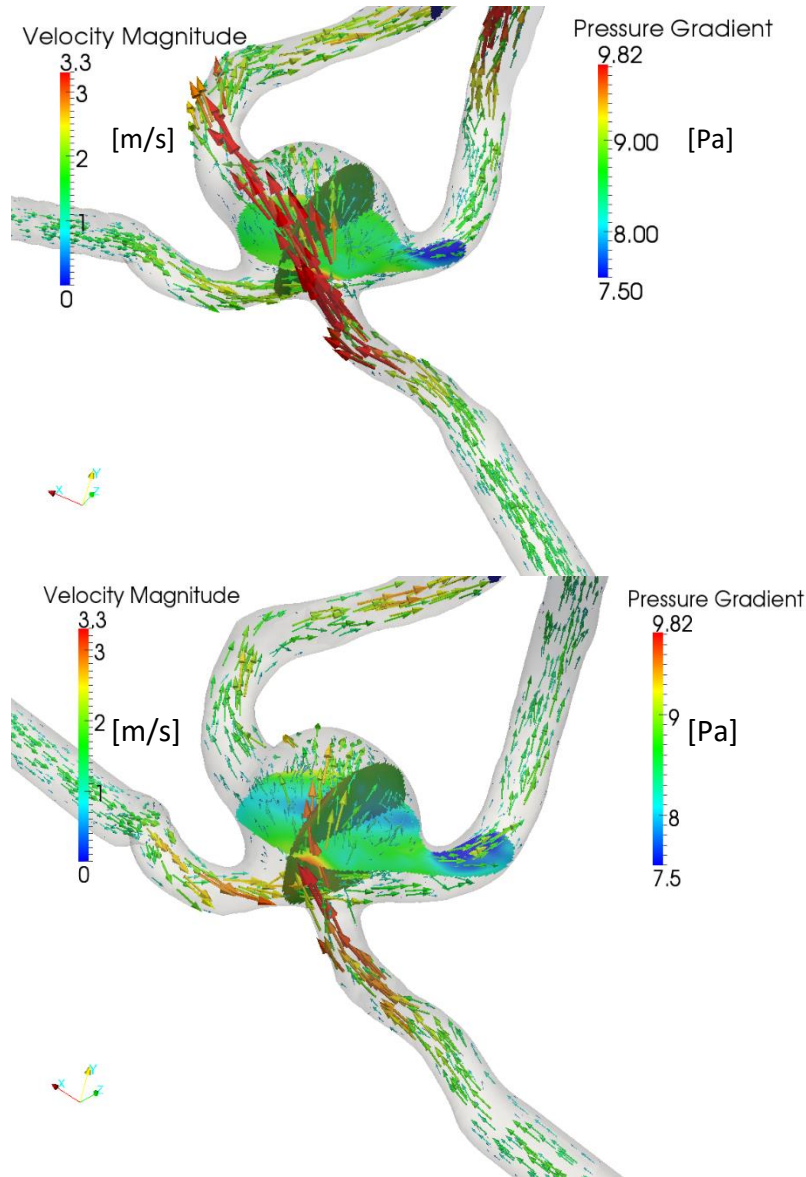 Velocity Magnitude
3.3
3
2
1
0
[m/s]
Pressure Gradient
9.82
9.00
8.00
7.50
[Pa]
Y
X
Z
Velocity Magnitude
3.3
3
2
1
0
[m/s]
Pressure Gradient
9.82
9
8
7.5
[Pa]
Y
X
Z